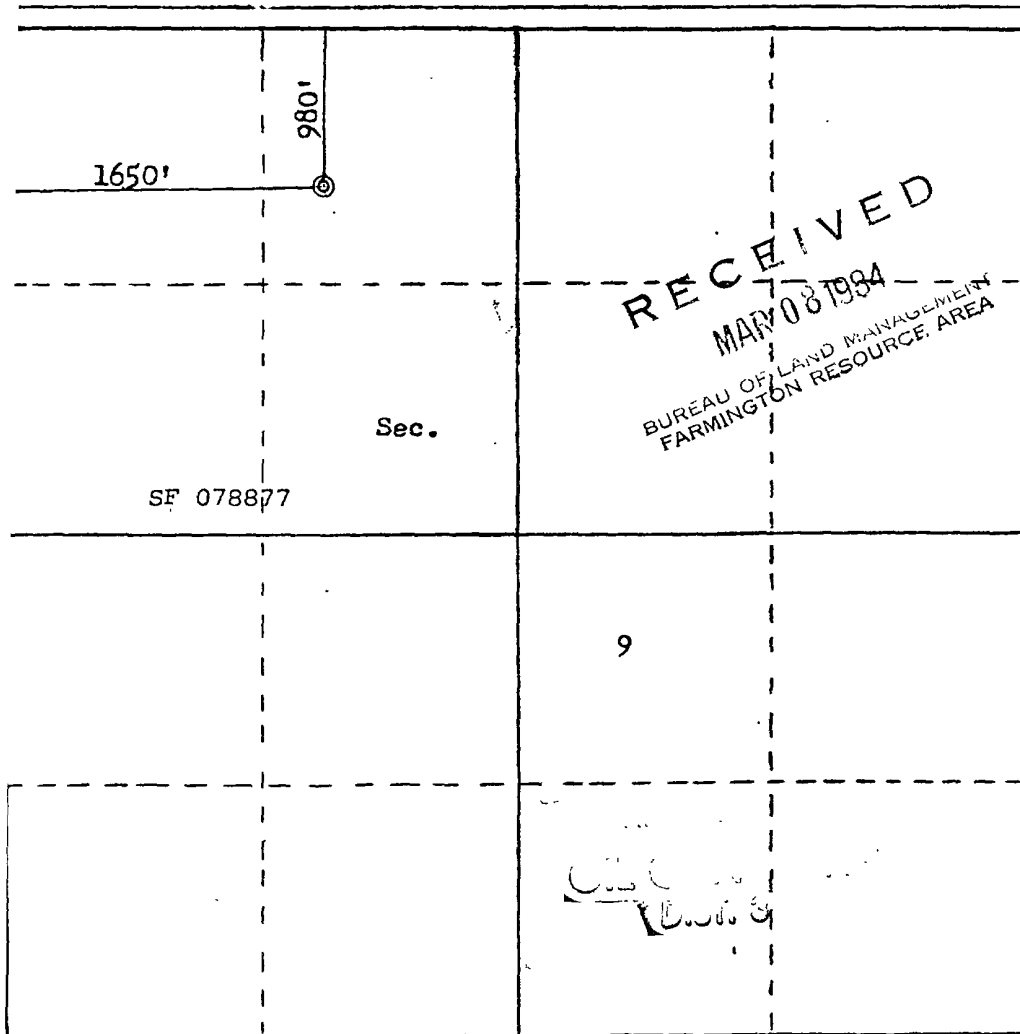 980'
1650'
RECEIVED
MAR 08 1984
BUREAU OF LAND MANAGEMENT
FARMINGTON RESOURCE AREA
Sec.
SF 078877
9